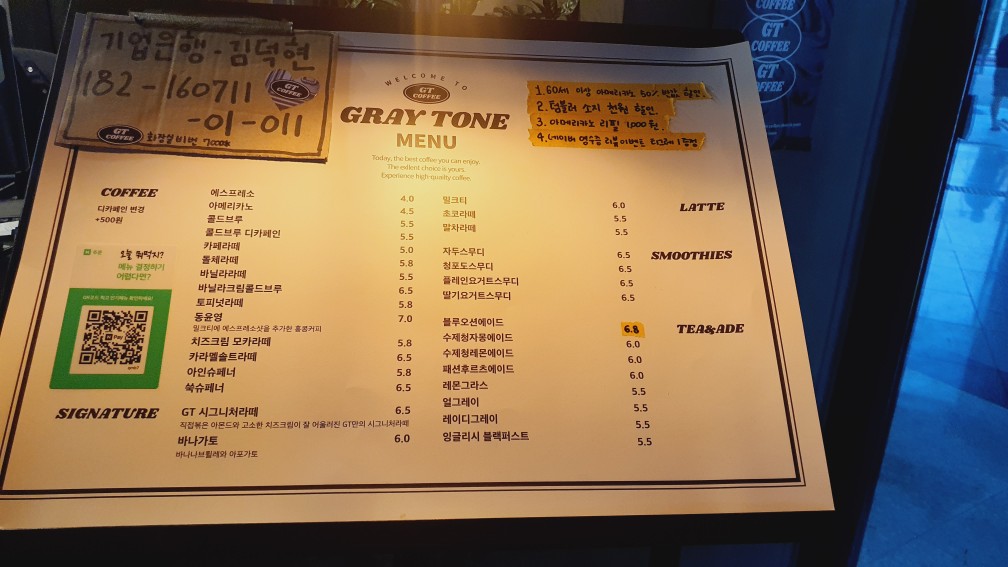 기업은행 - 김덕현
182 - 160711
- 01 - 011
GT
COFFEE
GT
COFFEE
화장실 비번 7000*
WELCOME TO
GT
COFFEE
GRAY TONE
MENU
Today, the best coffee you can enjoy.
The exllent choice is yours.
Experience high-quality coffee.
1. 60세 이상 아메리카노 50% 할인
2. 텀블러 소지 천원 할인.
3. 아메리카노 리필 1,000원.
4. 네이버 영수증 리뷰이벤트
COFFEE
GT
COFFEE
GT
COFFEE
COFFEE
디카페인 변경
+500원
에스프레소 4.0
아메리카노 4.5
콜드브루 5.5
콜드브루 디카페인 5.5
카페라떼 5.0
돌체라떼 5.8
바닐라라떼 5.5
바닐라크림콜드브루 6.5
토피넛라떼 5.8
동윤영 7.0
밀크티에 에스프레소샷을 추가한 홍콩커피
치즈크림 모카라떼 5.8
카라멜솔트라떼 6.5
아인슈페너 5.8
쑥슈페너 6.5
오늘 뭐먹지?
메뉴 결정하기
어렵다면?
Pay
SIGNATURE
GT 시그니처라떼 6.5
직접볶은 아몬드와 고소한 치즈크림이 잘 어울러진 GT만의 시그니처라떼
바나가토 6.0
바나나브륄레와 아포가토
LATTE
밀크티 6.0
초코라떼 5.5
말차라떼 5.5
SMOOTHIES
자두스무디 6.5
청포도스무디 6.5
플레인요거트스무디 6.5
딸기요거트스무디 6.5
TEA&ADE
블루오션에이드 6.8
수제청자몽에이드 6.0
수제청레몬에이드 6.0
패션후르츠에이드 6.0
레몬그라스 5.5
얼그레이 5.5
레이디그레이 5.5
잉글리시 블랙퍼스트 5.5